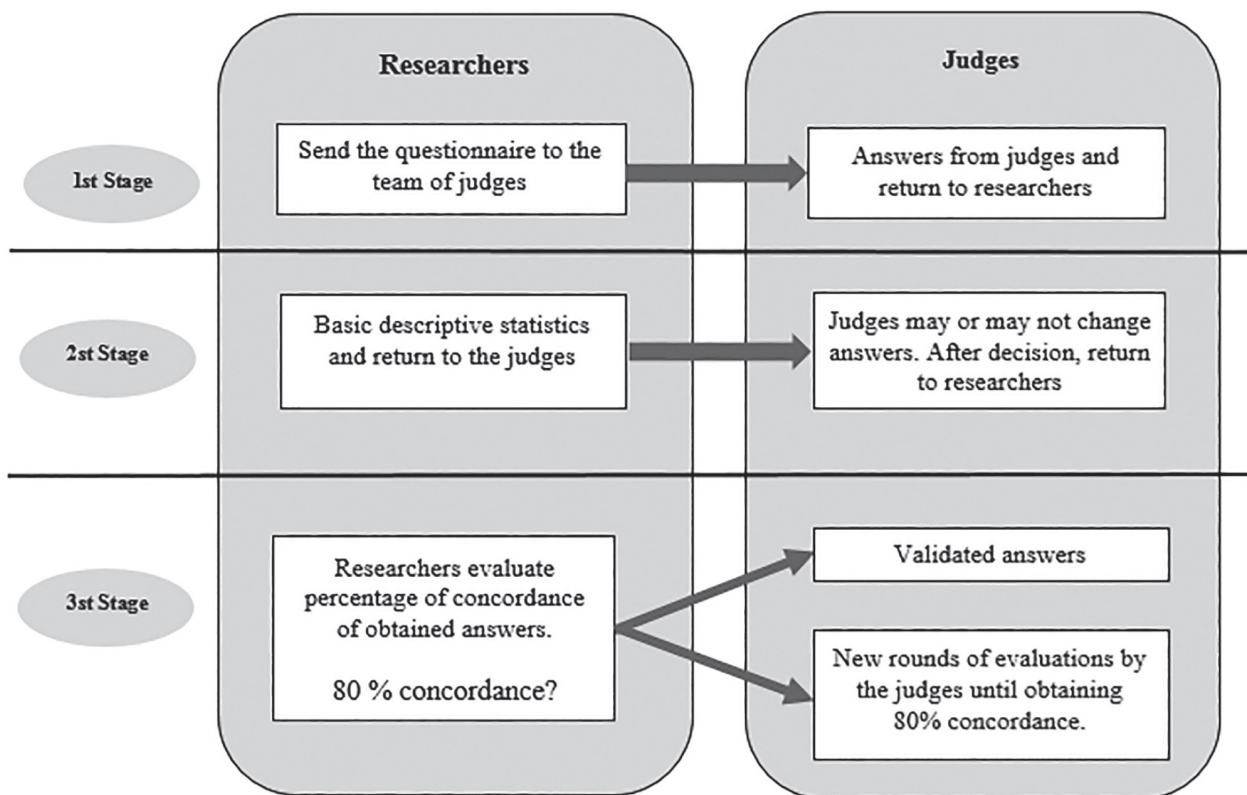 Researchers
Judges
1st Stage
Send the questionnaire to the
team of judges
Answers from judges and
return to researchers
2st Stage
Basic descriptive statistics
and return to the judges
Judges may or may not change
answers. After decision, return
to researchers
3st Stage
Researchers evaluate
percentage of concordance
of obtained answers.
80 % concordance?
Validated answers
New rounds of evaluations by
the judges until obtaining
80% concordance.